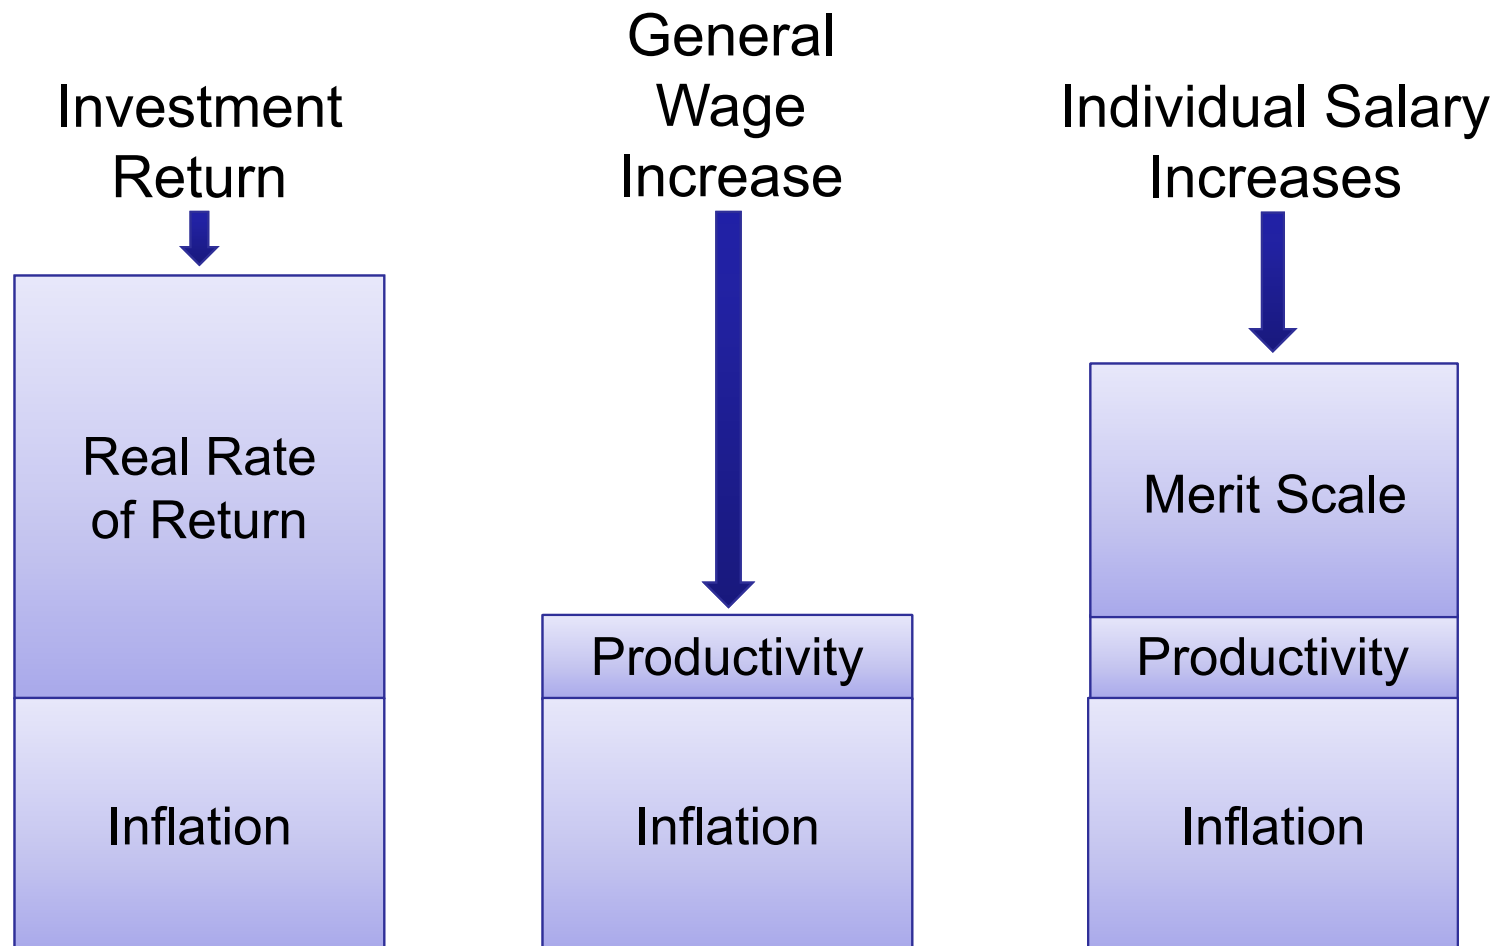 Investment
Return
General
Wage
Increase
Individual Salary
Increases
Real Rate
of Return
Inflation
Productivity
Inflation
Merit Scale
Productivity
Inflation